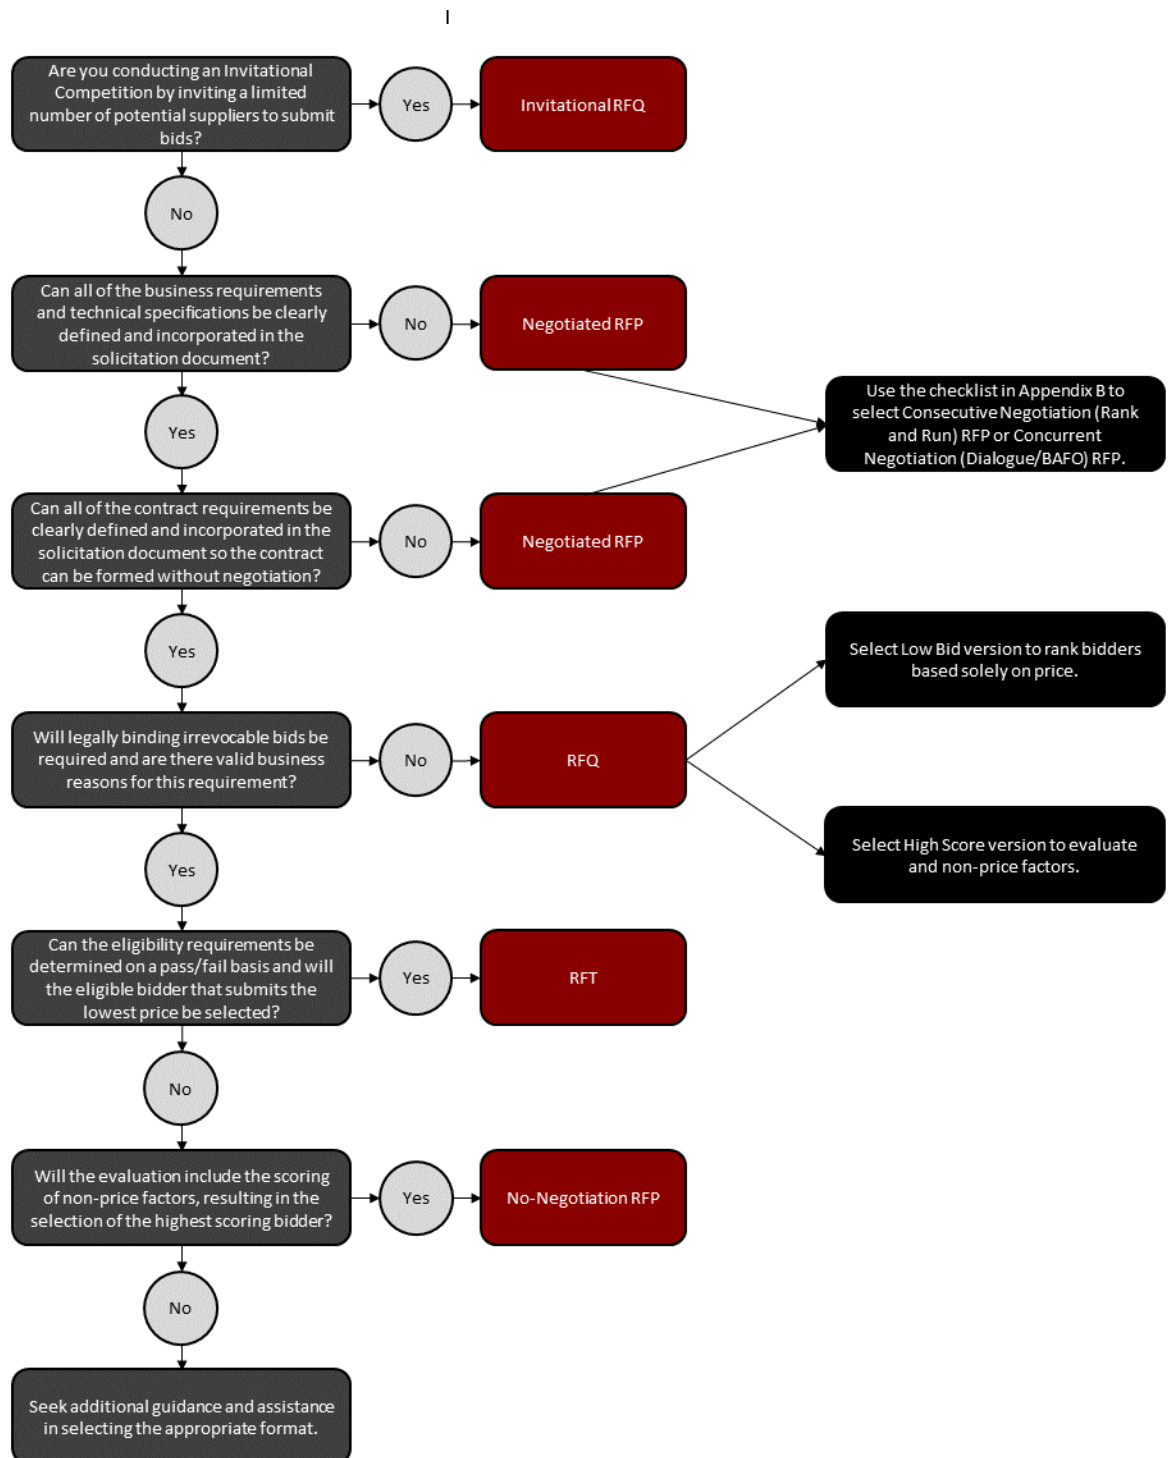 I
Are you conducting an Invitational
Competition by inviting a limited
number of potential suppliers to submit
bids?
Yes
Invitational RFQ
No
Can all of the business requirements
and technical specifications be clearly
defined and incorporated in the
solicitation document?
No
Negotiated RFP
Use the checklist in Appendix B to
select Consecutive Negotiation (Rank
and Run) RFP or Concurrent
Negotiation (Dialogue/BAFO) RFP.
Yes
Can all of the contract requirements be
clearly defined and incorporated in the
solicitation document so the contract
can be formed without negotiation?
No
Negotiated RFP
Yes
Select Low Bid version to rank bidders
based solely on price.
Will legally binding irrevocable bids be
required and are there valid business
reasons for this requirement?
No
RFQ
Select High Score version to evaluate
and non-price factors.
Yes
Can the eligibility requirements be
determined on a pass/fail basis and will
the eligible bidder that submits the
lowest price be selected?
Yes
RFT
No
Will the evaluation include the scoring
of non-price factors, resulting in the
selection of the highest scoring bidder?
Yes
No-Negotiation RFP
No
Seek additional guidance and assistance
in selecting the appropriate format.